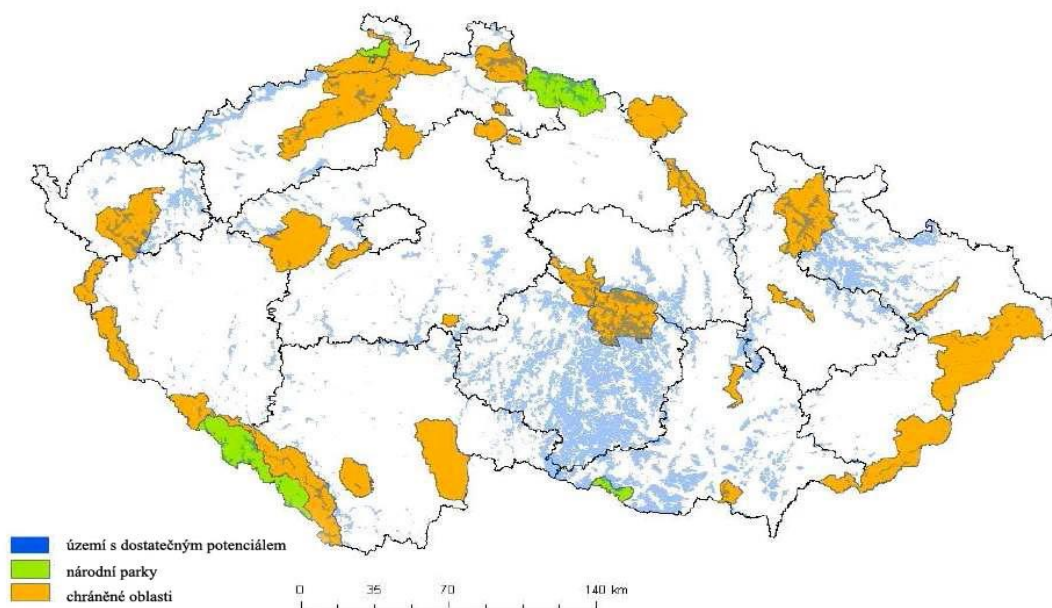 území s dostatečným potenciálem
národní parky
chráněné oblasti
0 35 70 140 km